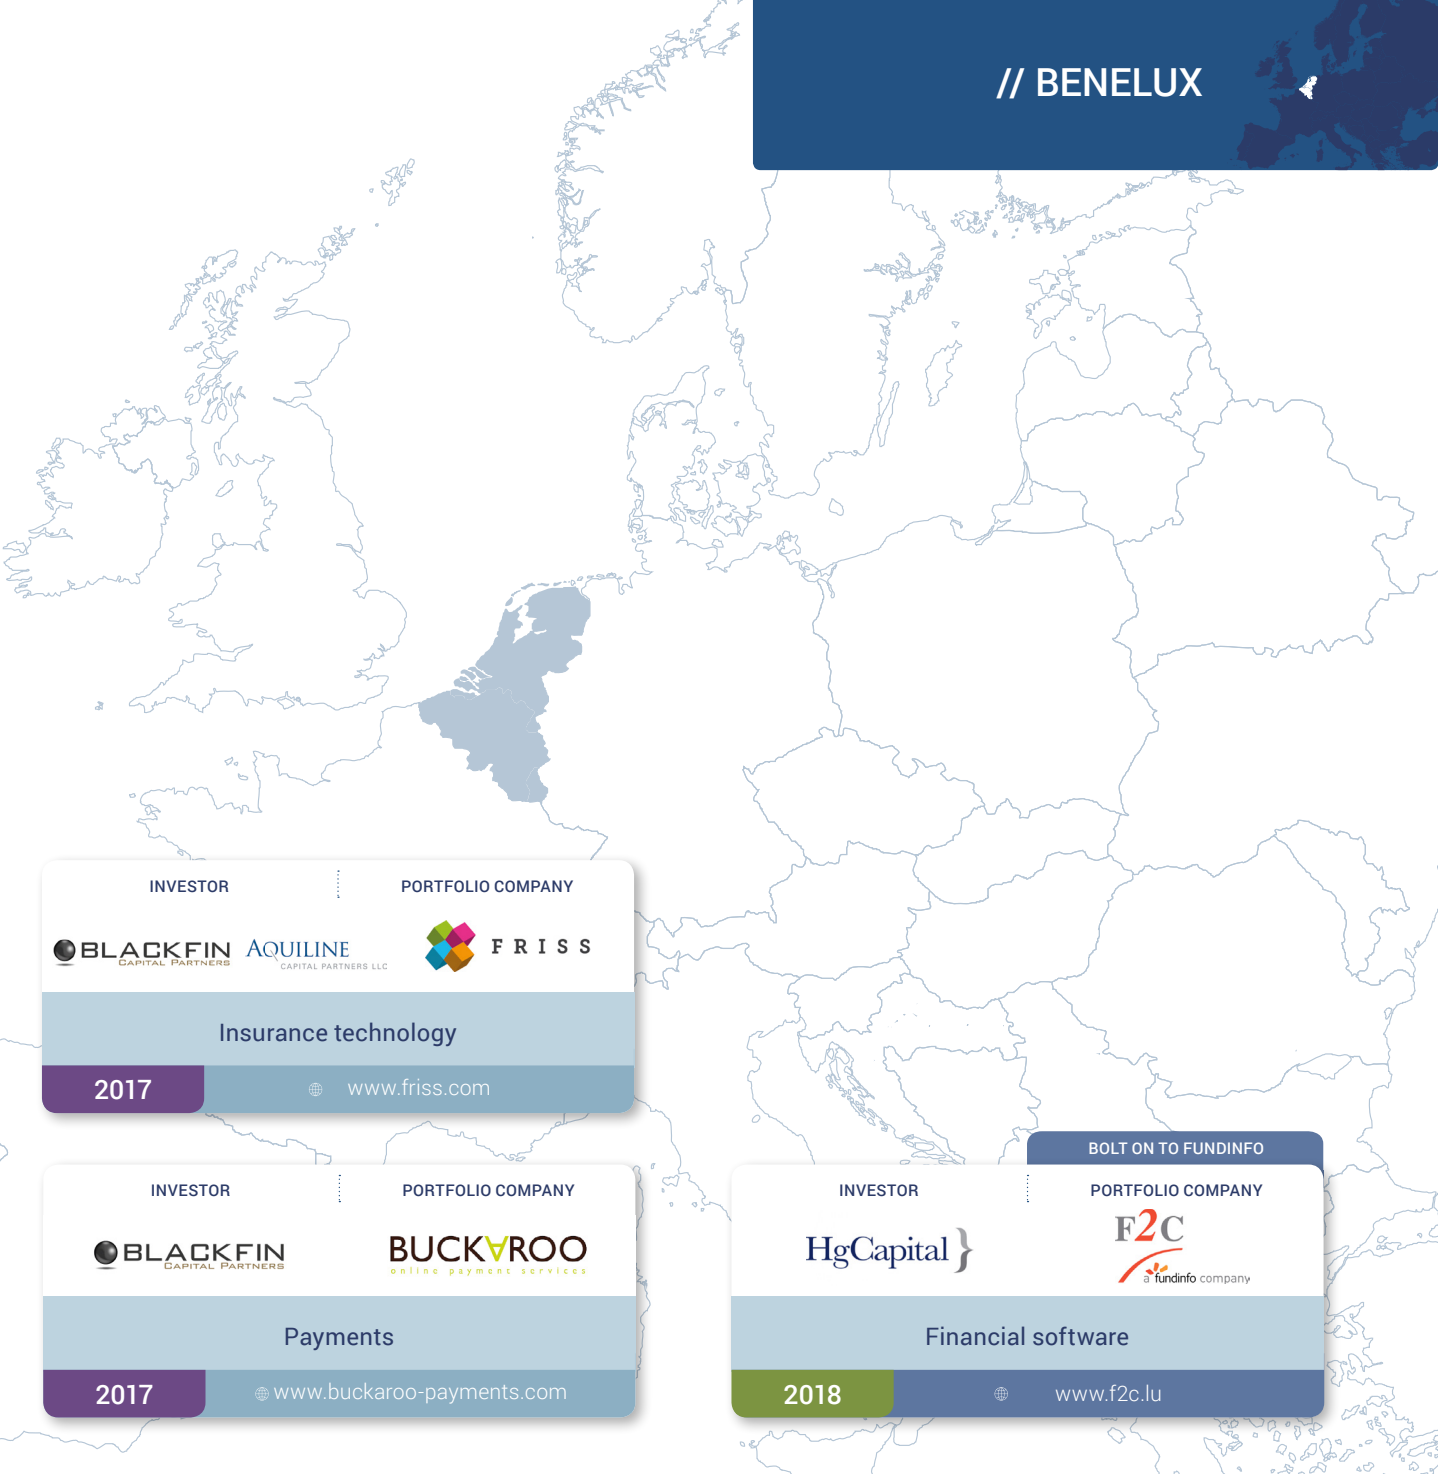 // BENELUX
INVESTOR
PORTFOLIO COMPANY
BLACKFIN
CAPITAL PARTNERS
AQUILINE
CAPITAL PARTNERS LLC
FRISS
Insurance technology
2017
www.friss.com
INVESTOR
PORTFOLIO COMPANY
BLACKFIN
CAPITAL PARTNERS
BUCKAROO
online payment services
Payments
2017
www.buckaroo-payments.com
BOLT ON TO FUNDINFO
INVESTOR
PORTFOLIO COMPANY
HgCapital }
F2C
a fundinfo company
Financial software
2018
www.f2c.lu